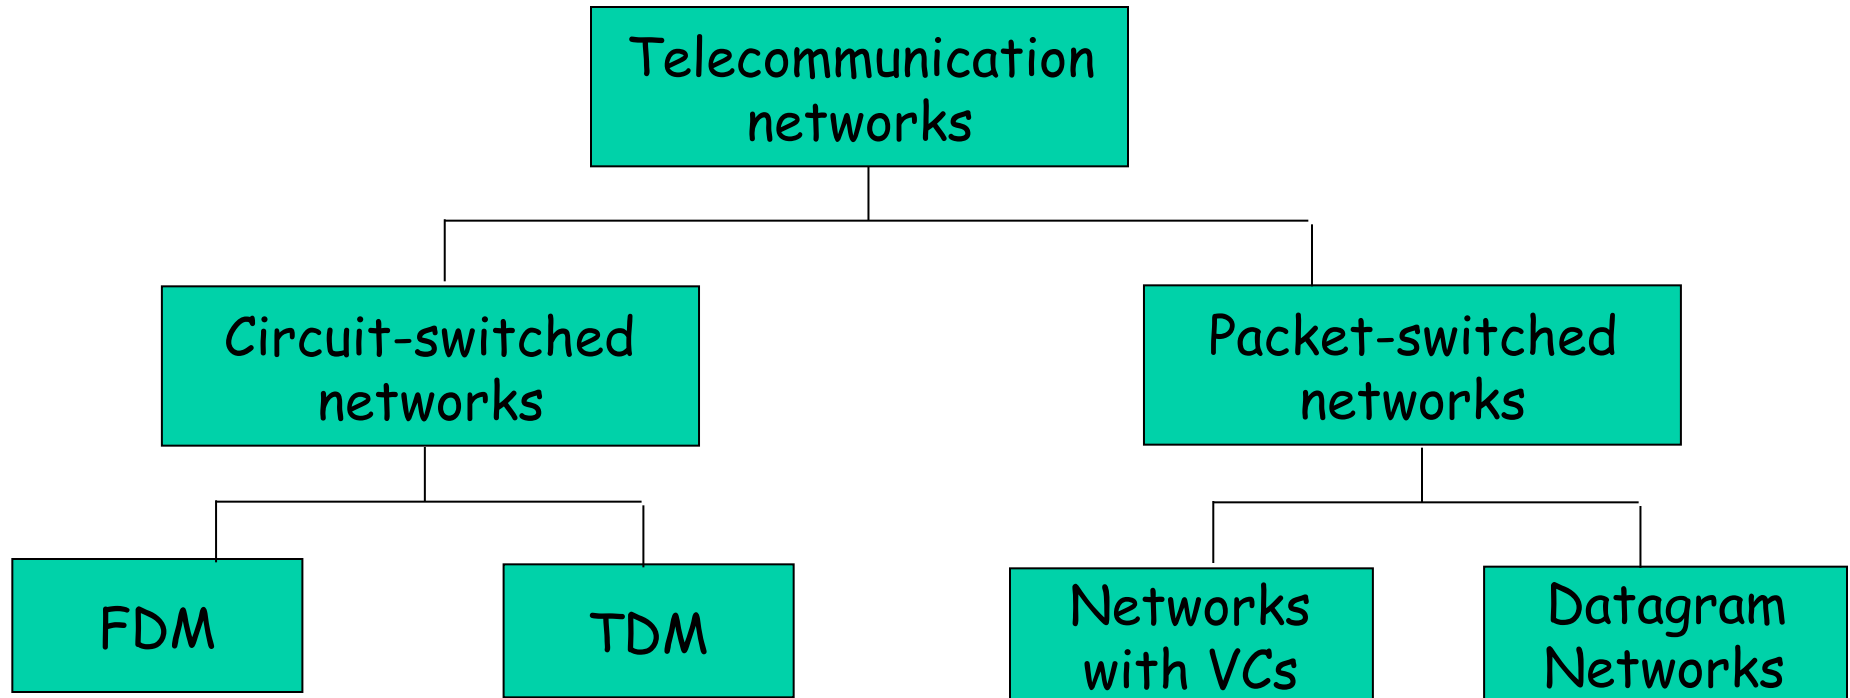 Telecommunication
networks
Circuit-switched
networks
Packet-switched
networks
FDM
TDM
Networks
with VCs
Datagram
Networks